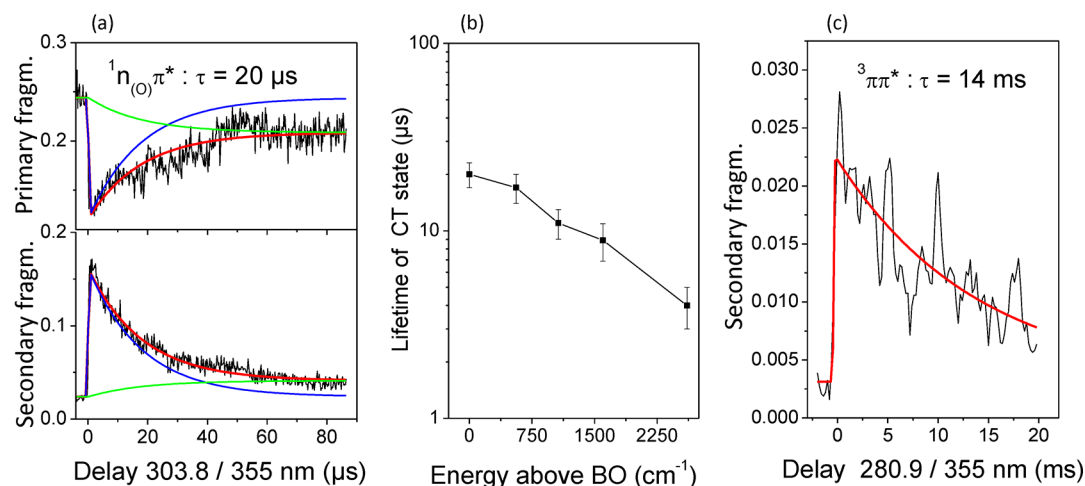 (a)
0.3
0.2
Primary fragm.
¹n(O)π* : τ = 20 µs
0.2
0.1
0.0
Secondary fragm.
0 20 40 60 80
Delay 303.8 / 355 nm (µs)
(b)
100
10
1
Lifetime of CT state (µs)
0 750 1500 2250
Energy above BO (cm⁻¹)
(c)
0.030
0.025
0.020
0.015
0.010
0.005
0.000
Secondary fragm.
³ππ* : τ = 14 ms
0 5 10 15 20
Delay 280.9 / 355 nm (ms)